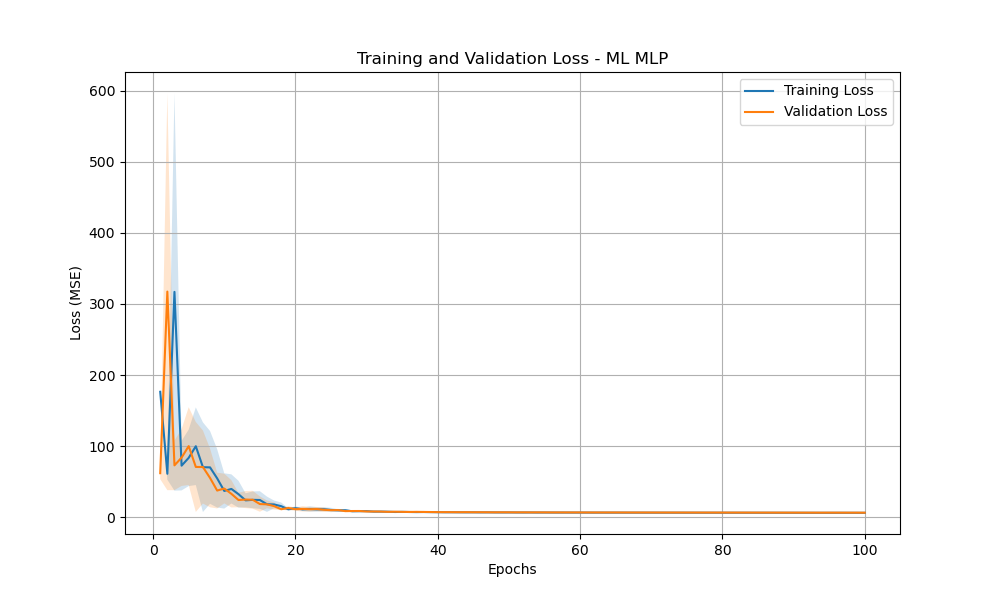 Training and Validation Loss - ML MLP
Training Loss
Validation Loss
Loss (MSE)
600
500
400
300
200
100
0
0 20 40 60 80 100
Epochs